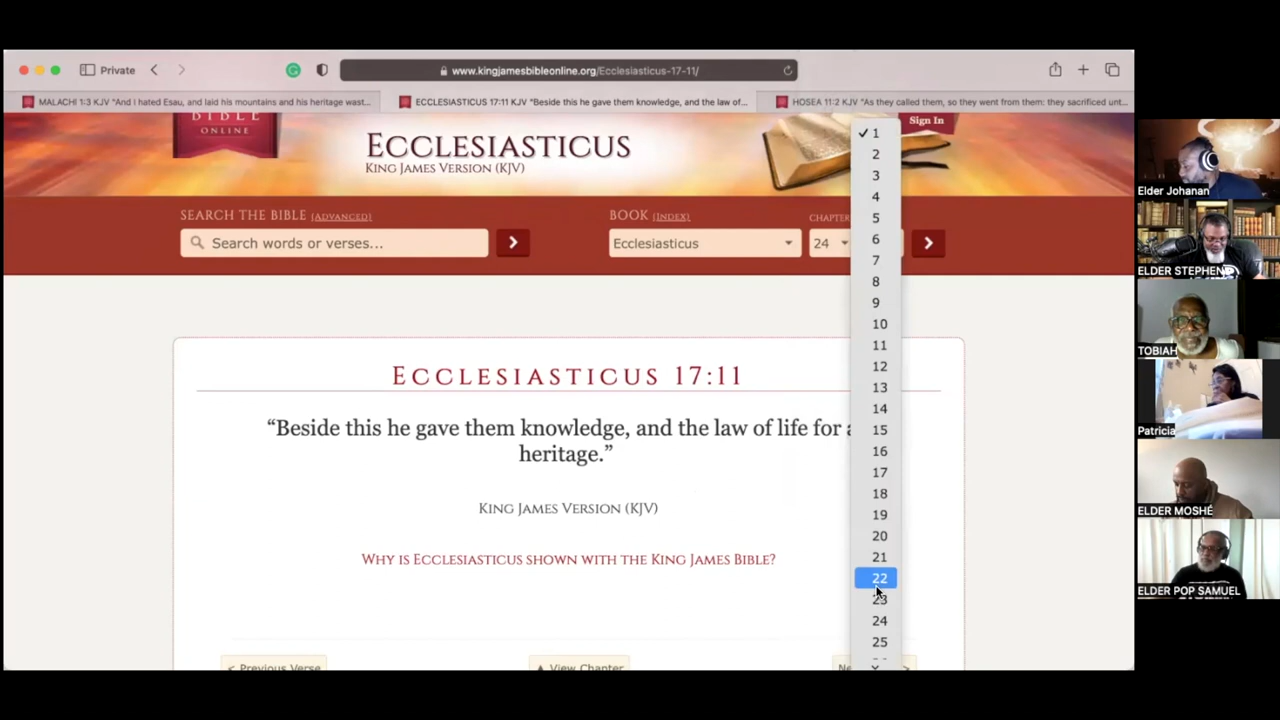 Private
www.kingjamesbibleonline.org/Ecclesiasticus-17-11/
MALACHI 1:3 KJV "And I hated Esau, and laid his mountains and his heritage wast...
ECCLESIASTICUS 17:11 KJV "Beside this he gave them knowledge, and the law of...
HOSEA 11:2 KJV "As they called them, so they went from them: they sacrificed unt...
BIBLE
ONLINE
ECCLESIASTICUS
KING JAMES VERSION (KJV)
Sign In
SEARCH THE BIBLE [ADVANCED]
BOOK [INDEX]
CHAPTER
Search words or verses...
Ecclesiasticus
24
1
2
3
4
5
6
7
8
9
10
11
12
13
14
15
16
17
18
19
20
21
22
23
24
25
ECCLESIASTICUS 17:11
“Beside this he gave them knowledge, and the law of life for
heritage.”
KING JAMES VERSION (KJV)
WHY IS ECCLESIASTICUS SHOWN WITH THE KING JAMES BIBLE?
< Previous Verse
▲ View Chapter
Elder Johanan
ELDER STEPHEN
TOBIAH
Patricia
ELDER MOSHÉ
ELDER POP SAMUEL